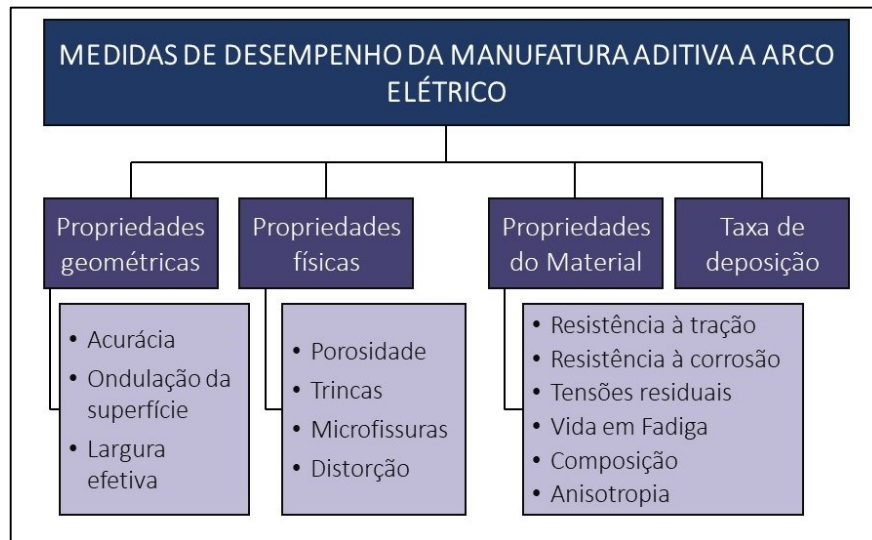 MEDIDAS DE DESEMPENHO DA MANUFATURA ADITIVA A ARCO
ELÉTRICO
Propriedades
geométricas
Propriedades
físicas
Propriedades
do Material
Taxa de
deposição
• Acurácia
• Ondulação da
superfície
• Largura
efetiva
• Porosidade
• Trincas
• Microfissuras
• Distorção
• Resistência à tração
• Resistência à corrosão
• Tensões residuais
• Vida em Fadiga
• Composição
• Anisotropia